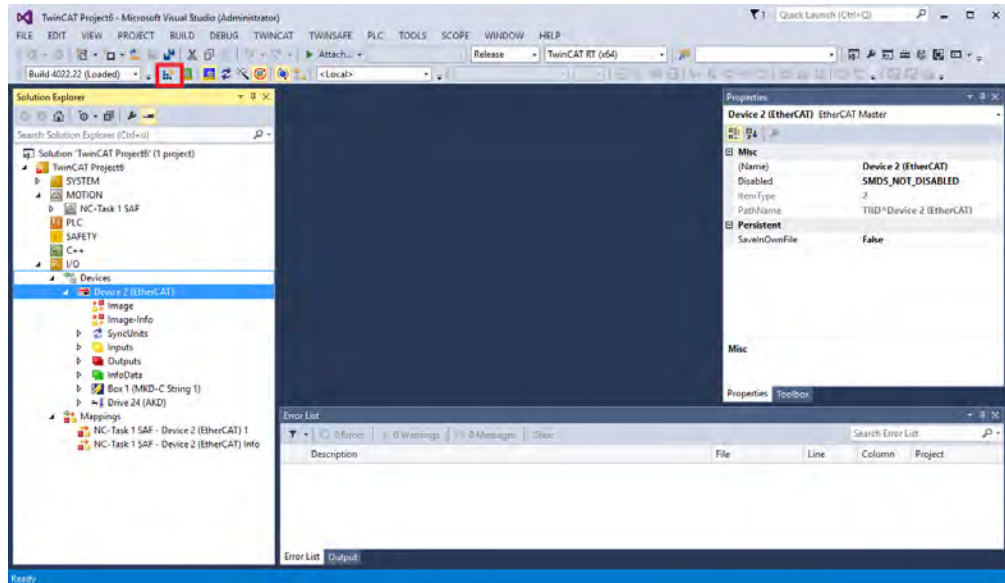 TwinCAT Project6 - Microsoft Visual Studio (Administrator)
1
Quick Launch (Ctrl+Q)
FILE EDIT VIEW PROJECT BUILD DEBUG TWINCAT TWINSAFE PLC TOOLS SCOPE WINDOW HELP
Attach...
Release
TwinCAT RT (x64)
Build 4022.22 (Loaded)
<Local>
Solution Explorer
Search Solution Explorer (Ctrl+ü)
Solution 'TwinCAT Project6' (1 project)
TwinCAT Project6
SYSTEM
MOTION
NC-Task 1 SAF
PLC
SAFETY
C++
I/O
Devices
Device 2 (EtherCAT)
Image
Image-Info
SyncUnits
Inputs
Outputs
InfoData
Box 1 (MKD-C String 1)
Drive 24 (AKD)
Mappings
NC-Task 1 SAF - Device 2 (EtherCAT) 1
NC-Task 1 SAF - Device 2 (EtherCAT) Info
Properties
Device 2 (EtherCAT) EtherCAT Master
Misc
(Name) Device 2 (EtherCAT)
Disabled SMDS_NOT_DISABLED
ItemType 2
PathName TIID^Device 2 (EtherCAT)
Persistent
SaveInOwnFile False
Misc
Properties Toolbox
Error List
0 Errors 0 Warnings 0 Messages Clear
Search Error List
Description File Line Column Project
Error List Output
Ready